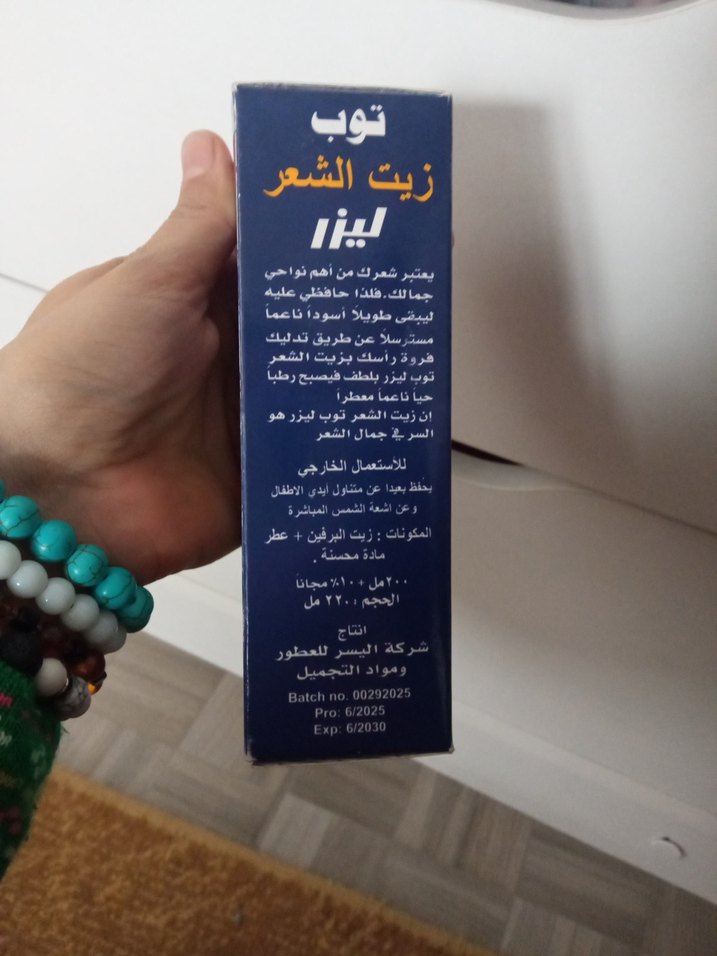 توب
زيت الشعر
ليزر
يعتبر شعرك من أهم نواحي
جمالك. فلذا حافظي عليه
ليبقى طويلاً أسوداً ناعماً
مسترسلاً عن طريق تدليك
فروة رأسك بزيت الشعر
توب ليزر بلطف فيصبح رطباً
حياً ناعماً معطراً
إن زيت الشعر توب ليزر هو
السر في جمال الشعر
للأستعمال الخارجي
يحفظ بعيدا عن متناول أيدي الاطفال
وعن اشعة الشمس المباشرة
المكونات : زيت البرفين + عطر
مادة محسنة .
٢٠٠مل + ١٠٪ مجاناً
الحجم : ٢٢٠ مل
انتاج
شركة اليسر للعطور
ومواد التجميل
Batch no. 00292025
Pro: 6/2025
Exp: 6/2030